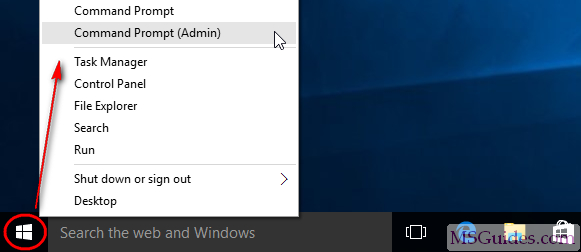 Command Prompt
Command Prompt (Admin)
Task Manager
Control Panel
File Explorer
Search
Run
Shut down or sign out
Desktop
Search the web and Windows
MSGuides.com